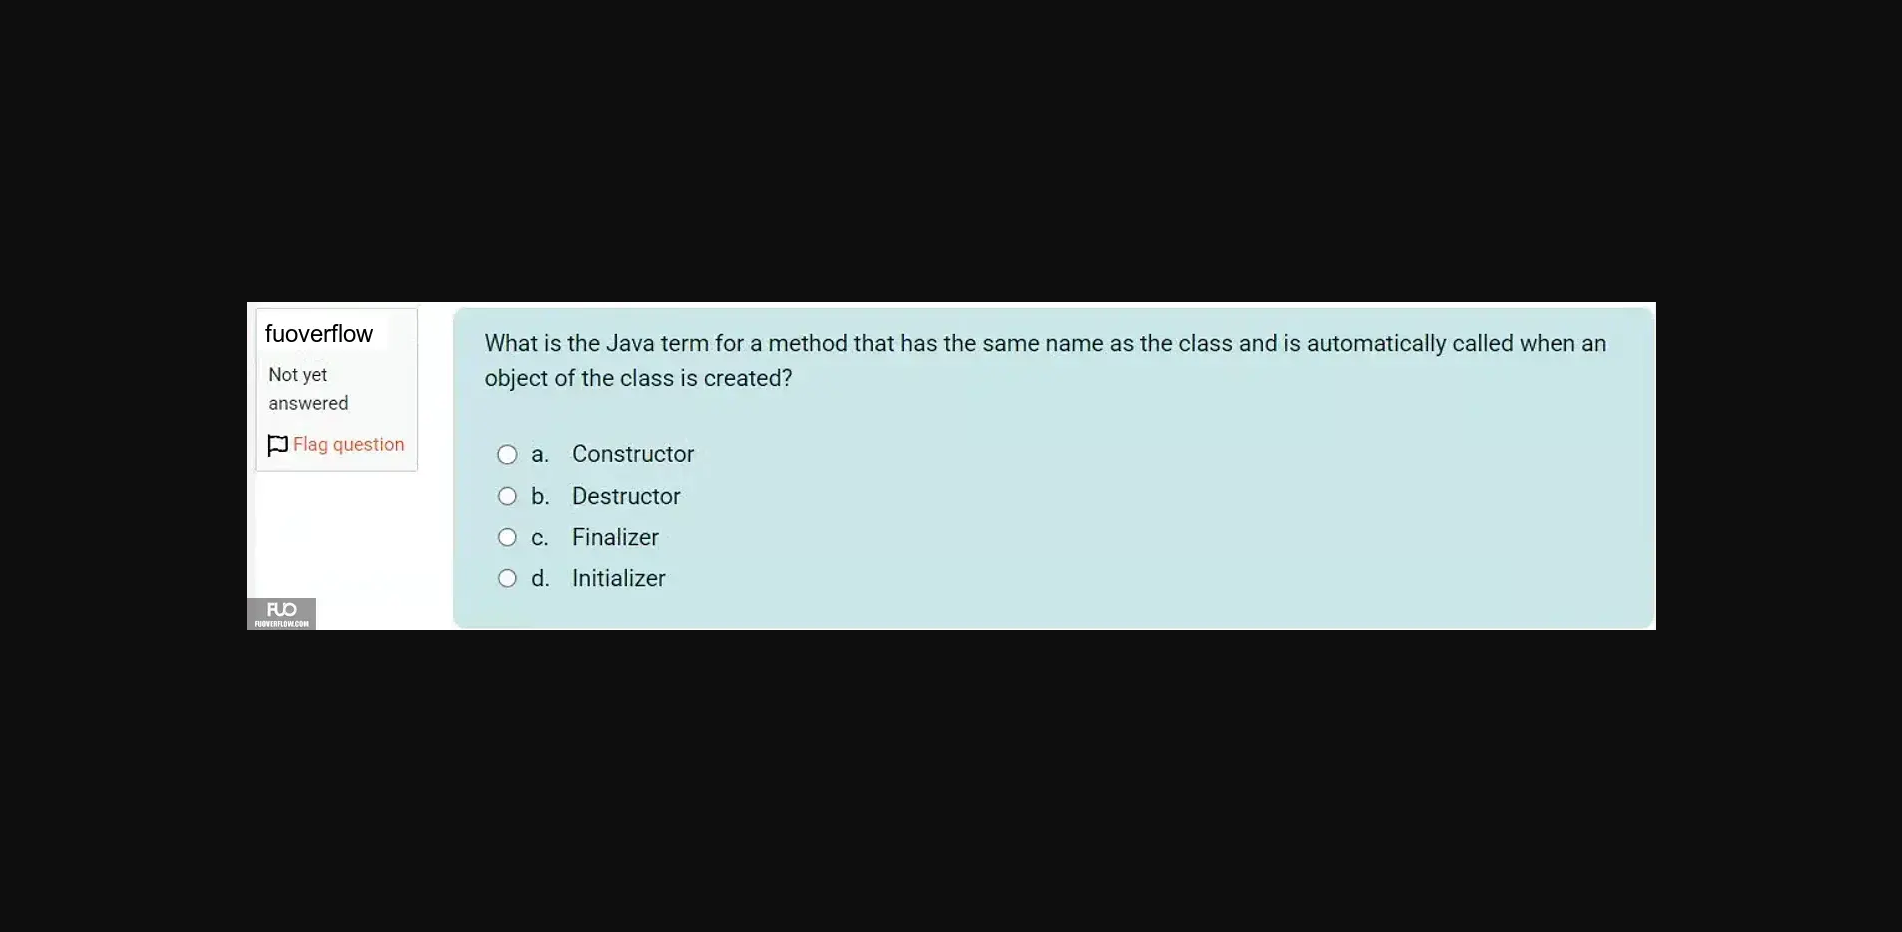 fuoverflow
Not yet
answered
Flag question
What is the Java term for a method that has the same name as the class and is automatically called when an
object of the class is created?
a. Constructor
b. Destructor
c. Finalizer
d. Initializer
FUO
FUOVERFLOW.COM